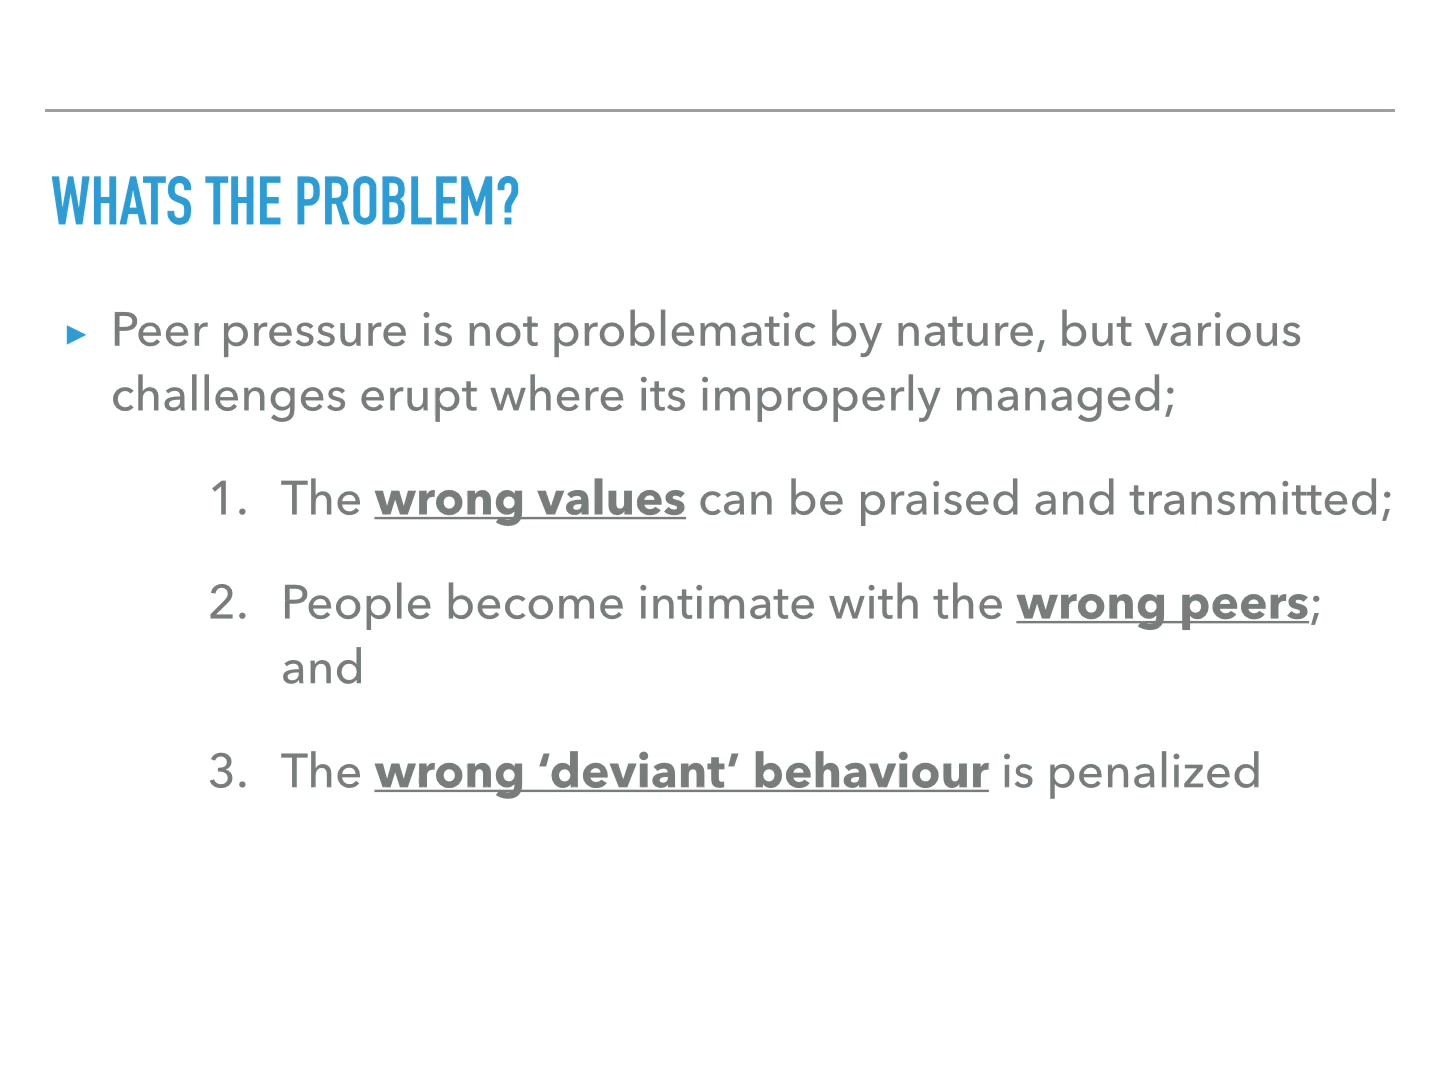 WHATS THE PROBLEM?
▸ Peer pressure is not problematic by nature, but various
challenges erupt where its improperly managed;
1. The wrong values can be praised and transmitted;
2. People become intimate with the wrong peers;
and
3. The wrong ‘deviant’ behaviour is penalized